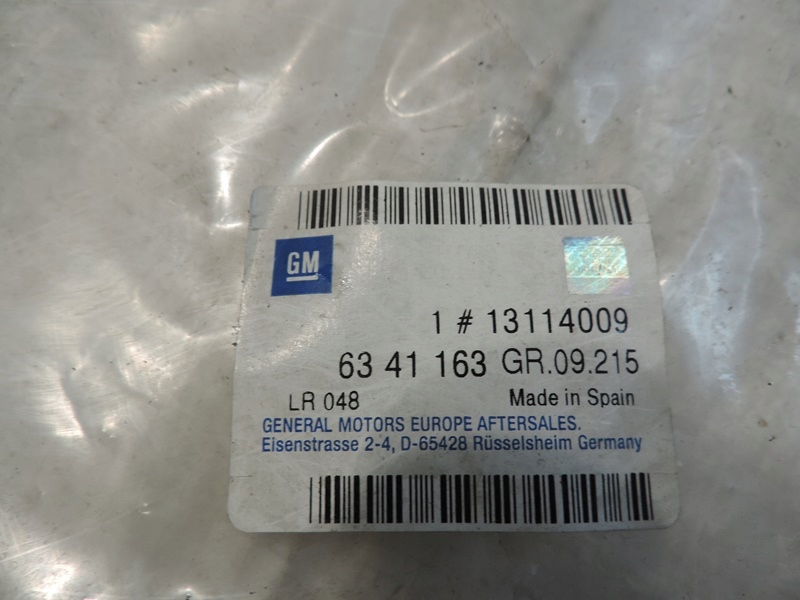 GM
1 # 13114009
63 41 163 GR.09.215
LR 048 Made in Spain
GENERAL MOTORS EUROPE AFTERSALES.
Eisenstrasse 2-4, D-65428 Rüsselsheim Germany